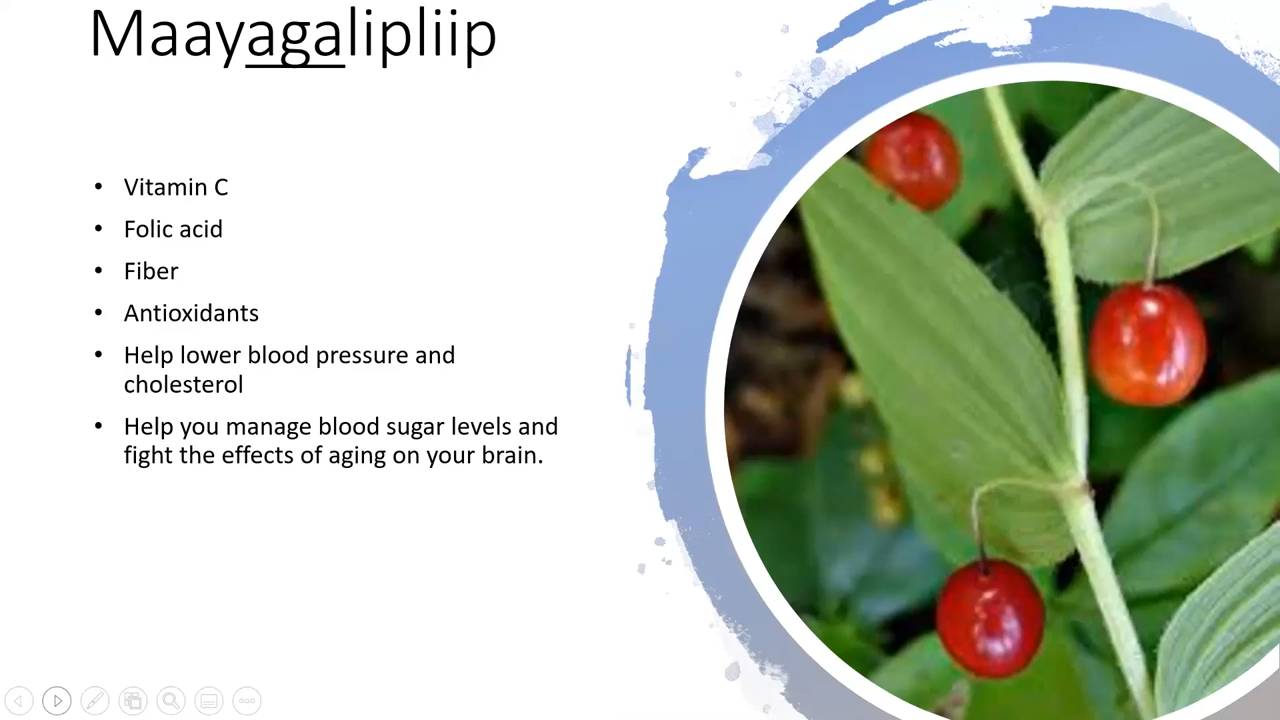 Maayagalipliip
• Vitamin C
• Folic acid
• Fiber
• Antioxidants
• Help lower blood pressure and
cholesterol
• Help you manage blood sugar levels and
fight the effects of aging on your brain.